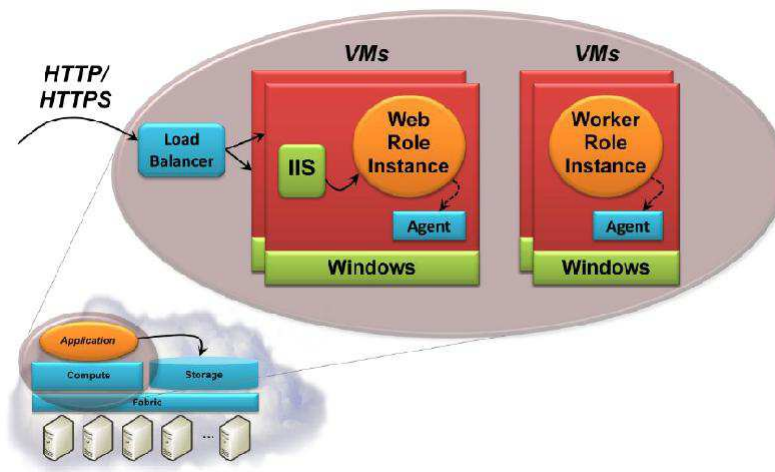 VMs
VMs
HTTP/
HTTPS
Load
Balancer
IIS
Web
Role
Instance
Agent
Windows
Worker
Role
Instance
Agent
Windows
Application
Compute
Storage
Fabric
...